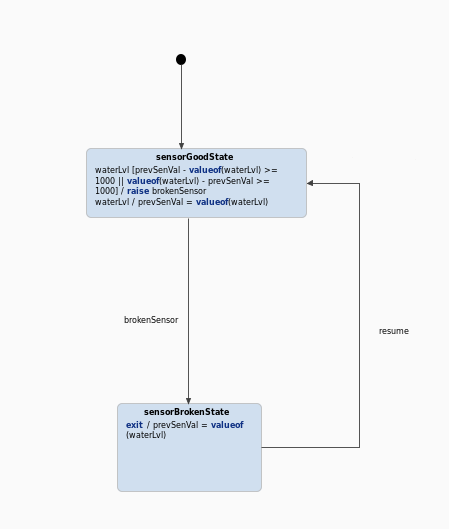 sensorGoodState
waterLvl [prevSenVal - valueof(waterLvl) >=
1000 || valueof(waterLvl) - prevSenVal >=
1000] / raise brokenSensor
waterLvl / prevSenVal = valueof(waterLvl)
brokenSensor
resume
sensorBrokenState
exit / prevSenVal = valueof
(waterLvl)